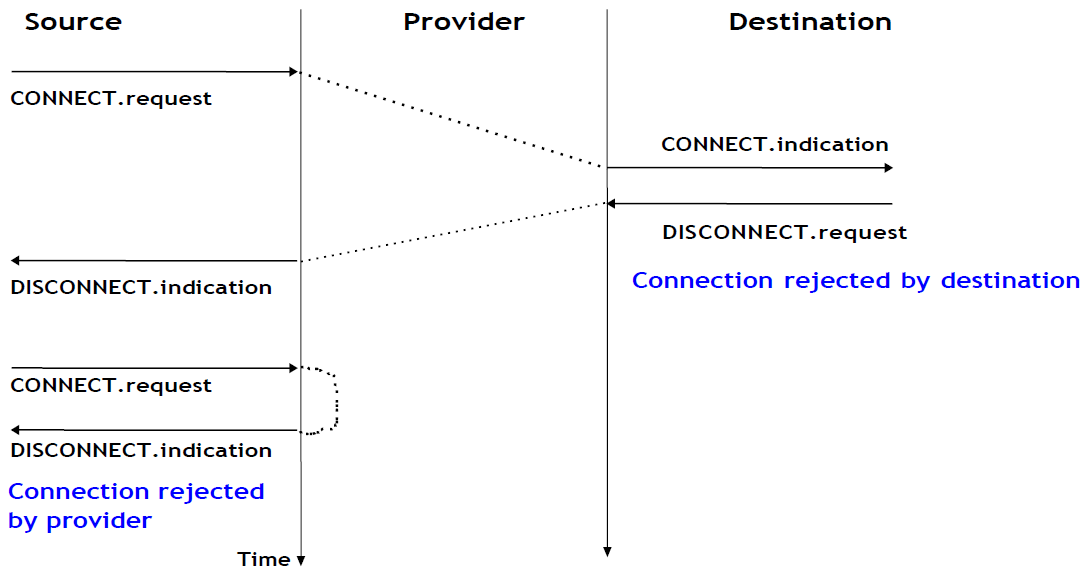 Source Provider Destination
CONNECT.request
CONNECT.indication
DISCONNECT.request
Connection rejected by destination
DISCONNECT.indication
CONNECT.request
DISCONNECT.indication
Connection rejected
by provider
Time